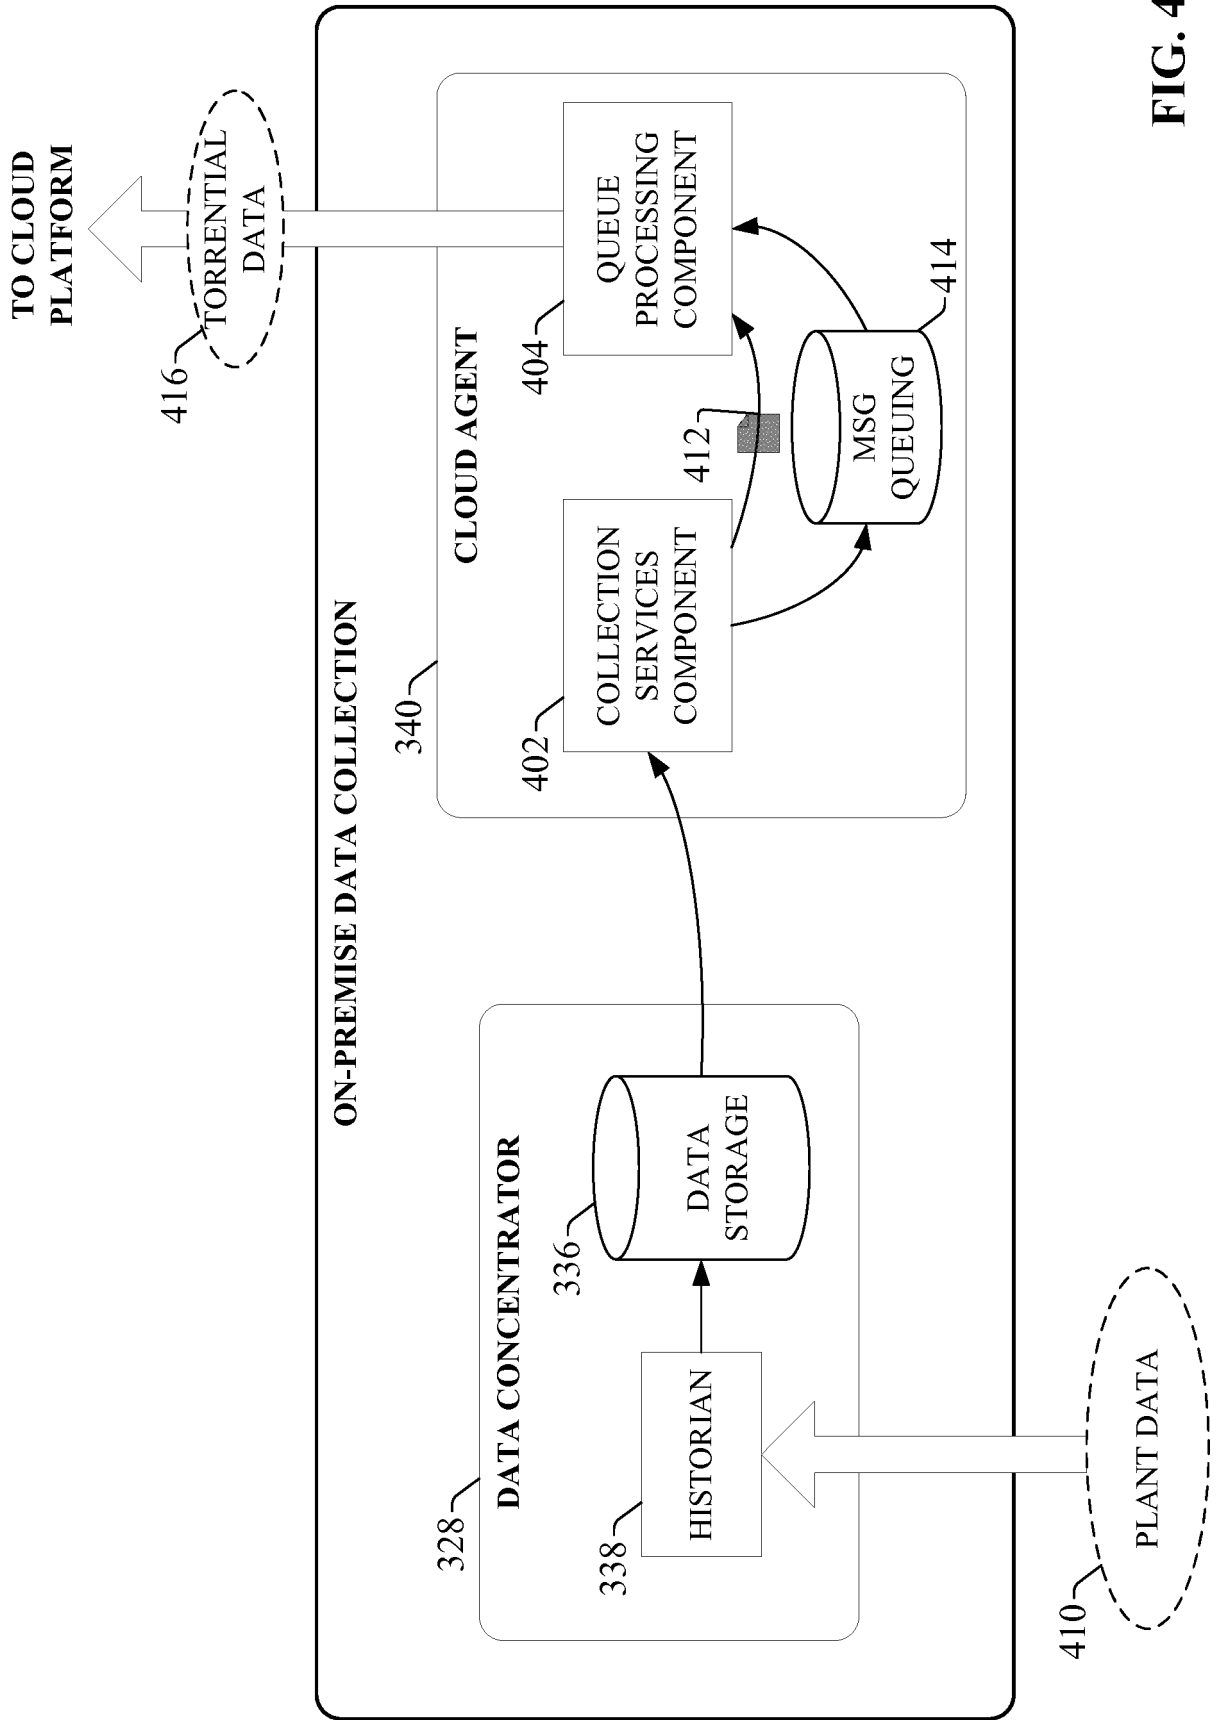 TO CLOUD
PLATFORM
416
TORRENTIAL
DATA
ON-PREMISE DATA COLLECTION
340
CLOUD AGENT
402
COLLECTION
SERVICES
COMPONENT
404
QUEUE
PROCESSING
COMPONENT
412
MSG
QUEUING
414
328
DATA CONCENTRATOR
336
DATA
STORAGE
338
HISTORIAN
410
PLANT DATA
FIG. 4